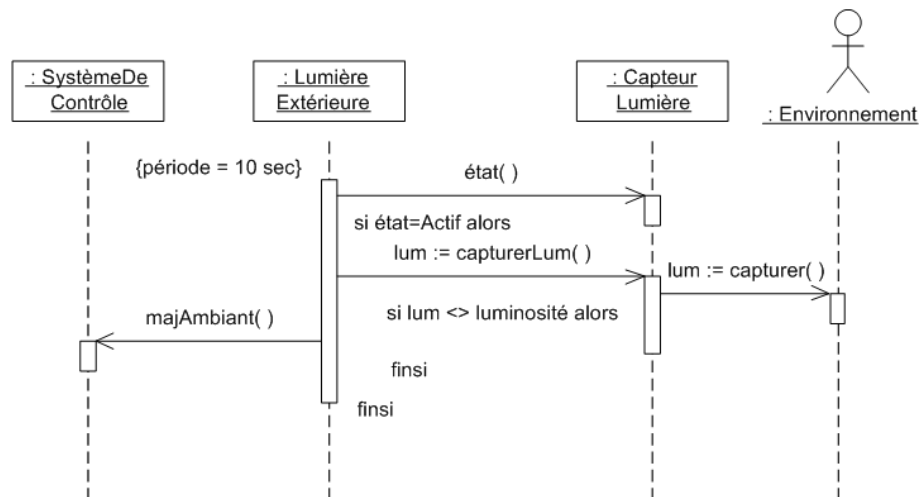 : SystèmeDe
Contrôle
: Lumière
Extérieure
: Capteur
Lumière
: Environnement
{période = 10 sec}
état( )
si état=Actif alors
lum := capturerLum( )
lum := capturer( )
si lum <> luminosité alors
majAmbiant( )
finsi
finsi